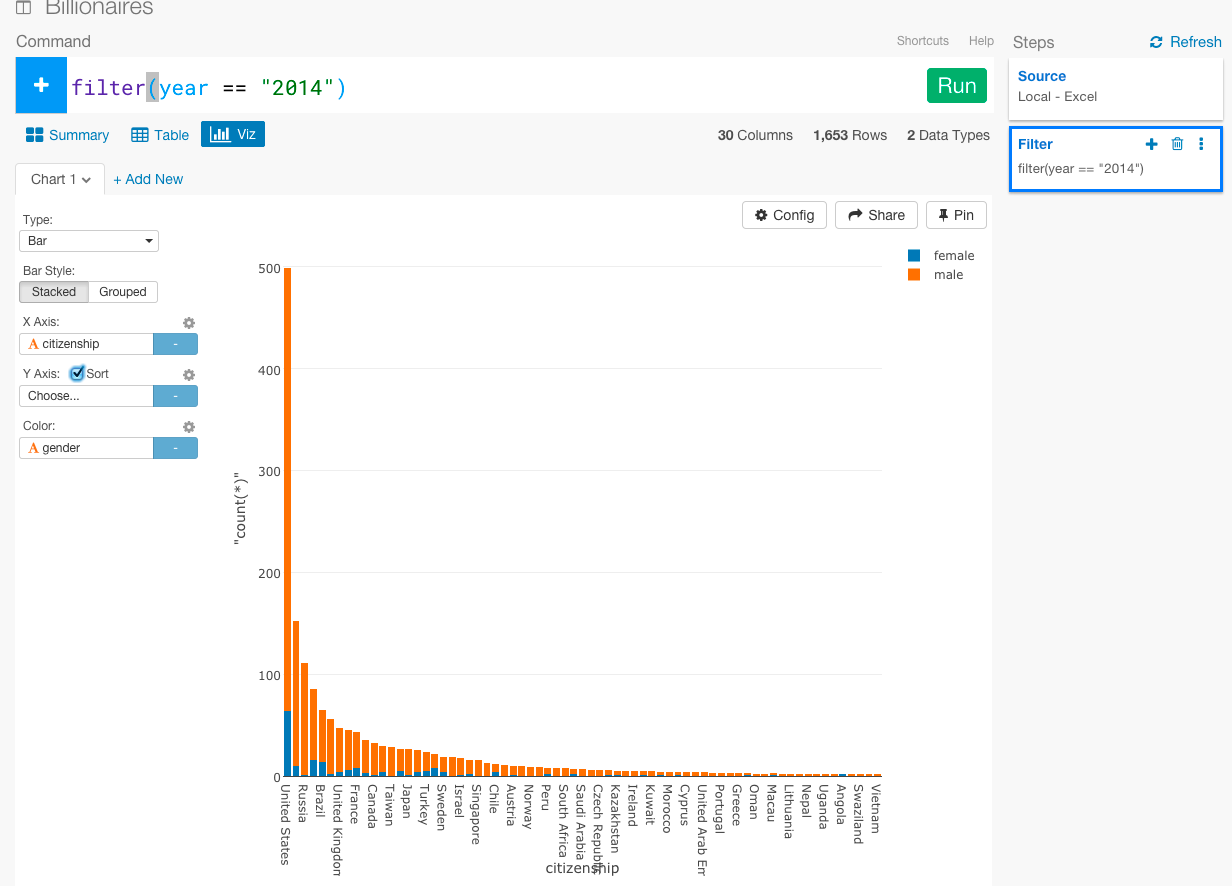 Billionaires
Command
Shortcuts Help
Steps
Refresh
+ filter(year == "2014")
Run
Source
Local - Excel
Summary Table Viz
30 Columns 1,653 Rows 2 Data Types
Filter
filter(year == "2014")
Chart 1 + Add New
Config Share Pin
Type:
Bar
Bar Style:
Stacked Grouped
X Axis:
A citizenship -
Y Axis: Sort
Choose... -
Color:
A gender -
female
male
500
400
300
200
100
0
"count(*)"
United States
Russia
Brazil
United Kingdom
France
Canada
Taiwan
Japan
Turkey
Sweden
Israel
Singapore
Chile
Austria
Norway
Peru
South Africa
Saudi Arabia
Czech Republic
Kazakhstan
Ireland
Kuwait
Morocco
Cyprus
United Arab Em
Portugal
Greece
Oman
Macau
Lithuania
Nepal
Uganda
Angola
Swaziland
Vietnam
citizenship